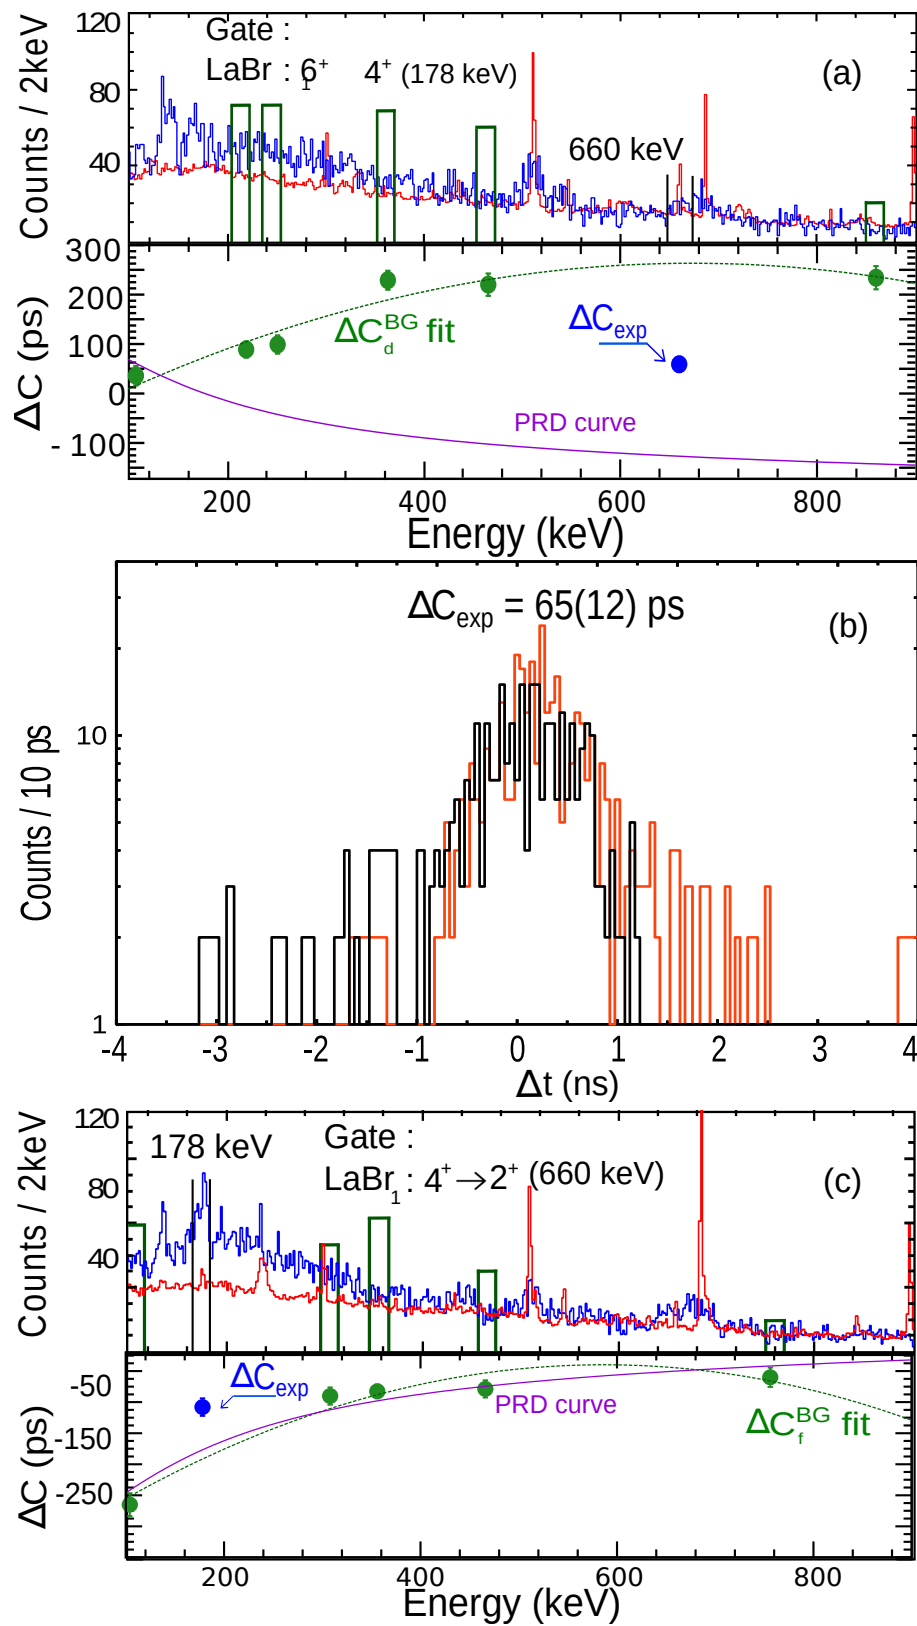 120
80
40
Counts / 2keV
Gate :
LaBr : 6₁⁺ 4⁺ (178 keV)
(a)
660 keV
300
200
100
0
- 100
ΔC (ps)
ΔC_d^BG fit
ΔC_exp
PRD curve
200 400 600 800
Energy (keV)
ΔC_exp = 65(12) ps
(b)
10
1
Counts / 10 ps
-4 -3 -2 -1 0 1 2 3 4
Δt (ns)
120
80
40
Counts / 2keV
178 keV
Gate :
LaBr₁ : 4⁺ →2⁺ (660 keV)
(c)
-50
-150
-250
ΔC (ps)
ΔC_exp
PRD curve
ΔC_f^BG fit
200 400 600 800
Energy (keV)